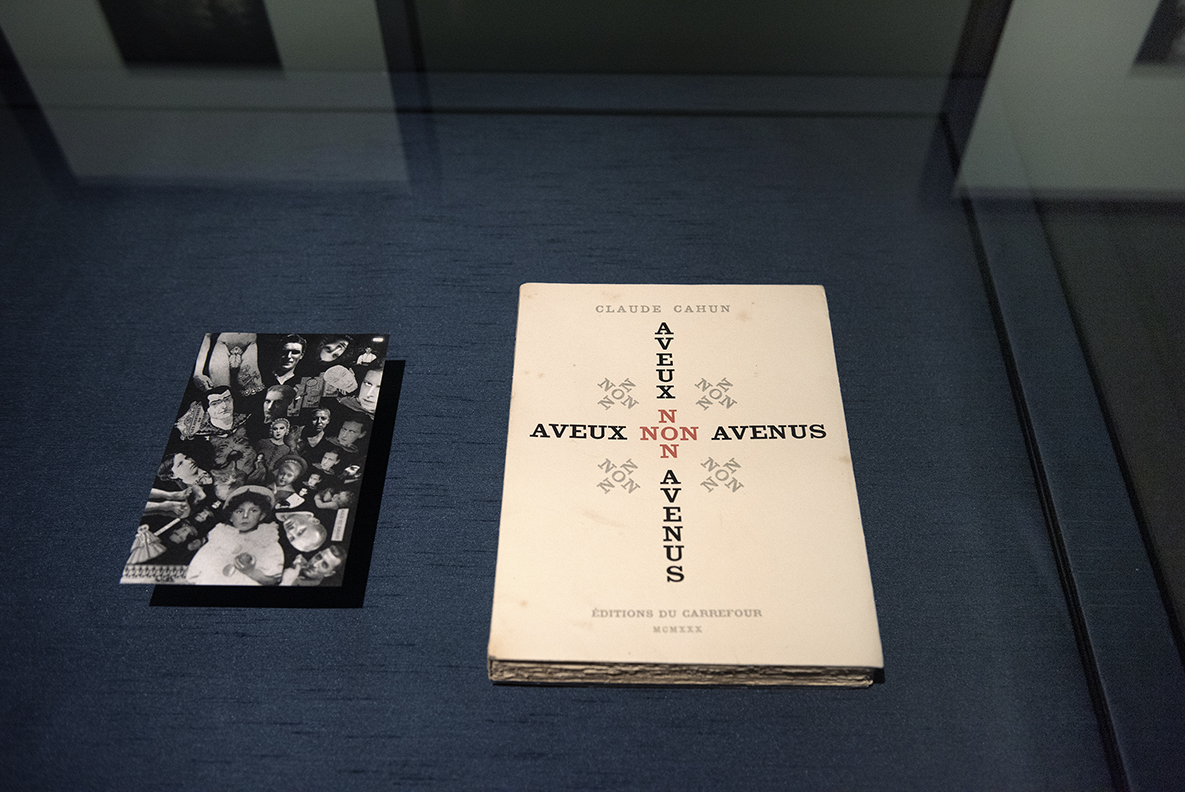 CLAUDE CAHUN
AVEUX
NON NON
NON NON
AVEUX NON AVENUS
NON
NON NON
NON NON
AVENUS
ÉDITIONS DU CARREFOUR
MCMXXX